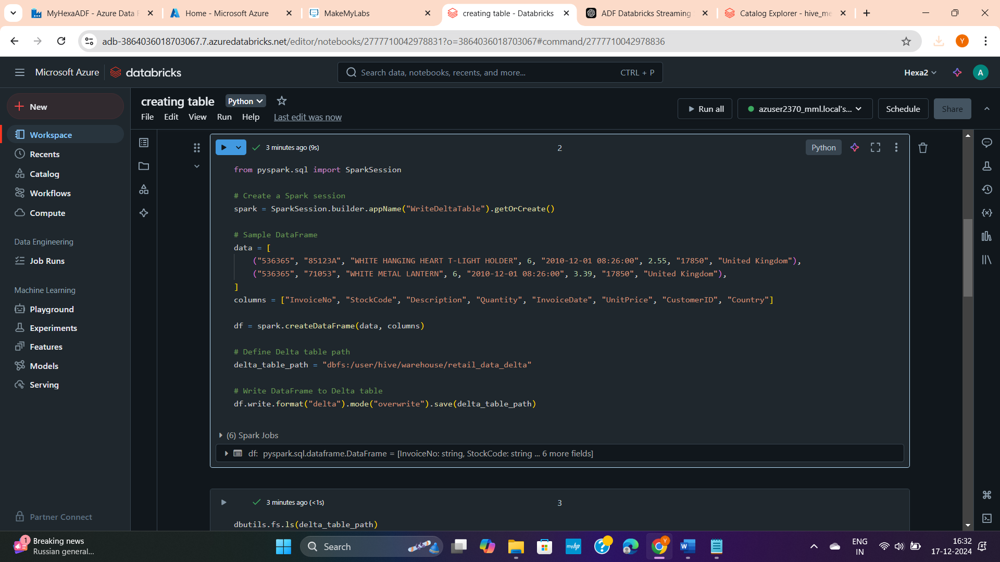 MyHexaADF - Azure Data F
Home - Microsoft Azure
MakeMyLabs
creating table - Databricks
ADF Databricks Streaming
Catalog Explorer - hive_me
adb-3864036018703067.7.azuredatabricks.net/editor/notebooks/2777710042978831?o=3864036018703067#command/2777710042978836
Y
Microsoft Azure
databricks
Search data, notebooks, recents, and more...
CTRL + P
Hexa2
A
New
Workspace
Recents
Catalog
Workflows
Compute
Data Engineering
Job Runs
Machine Learning
Playground
Experiments
Features
Models
Serving
Partner Connect
creating table
Python
File Edit View Run Help Last edit was now
Run all
azuser2370_mml.local's...
Schedule
Share
3 minutes ago (9s)
2
Python
from pyspark.sql import SparkSession
# Create a Spark session
spark = SparkSession.builder.appName("WriteDeltaTable").getOrCreate()
# Sample DataFrame
data = [
("536365", "85123A", "WHITE HANGING HEART T-LIGHT HOLDER", 6, "2010-12-01 08:26:00", 2.55, "17850", "United Kingdom"),
("536365", "71053", "WHITE METAL LANTERN", 6, "2010-12-01 08:26:00", 3.39, "17850", "United Kingdom"),
]
columns = ["InvoiceNo", "StockCode", "Description", "Quantity", "InvoiceDate", "UnitPrice", "CustomerID", "Country"]
df = spark.createDataFrame(data, columns)
# Define Delta table path
delta_table_path = "dbfs:/user/hive/warehouse/retail_data_delta"
# Write DataFrame to Delta table
df.write.format("delta").mode("overwrite").save(delta_table_path)
(6) Spark Jobs
df: pyspark.sql.dataframe.DataFrame = [InvoiceNo: string, StockCode: string ... 6 more fields]
3 minutes ago (<1s)
3
dbutils.fs.ls(delta_table_path)
1
Breaking news
Russian general...
Search
myhp
Y
W
ENG
IN
16:32
17-12-2024